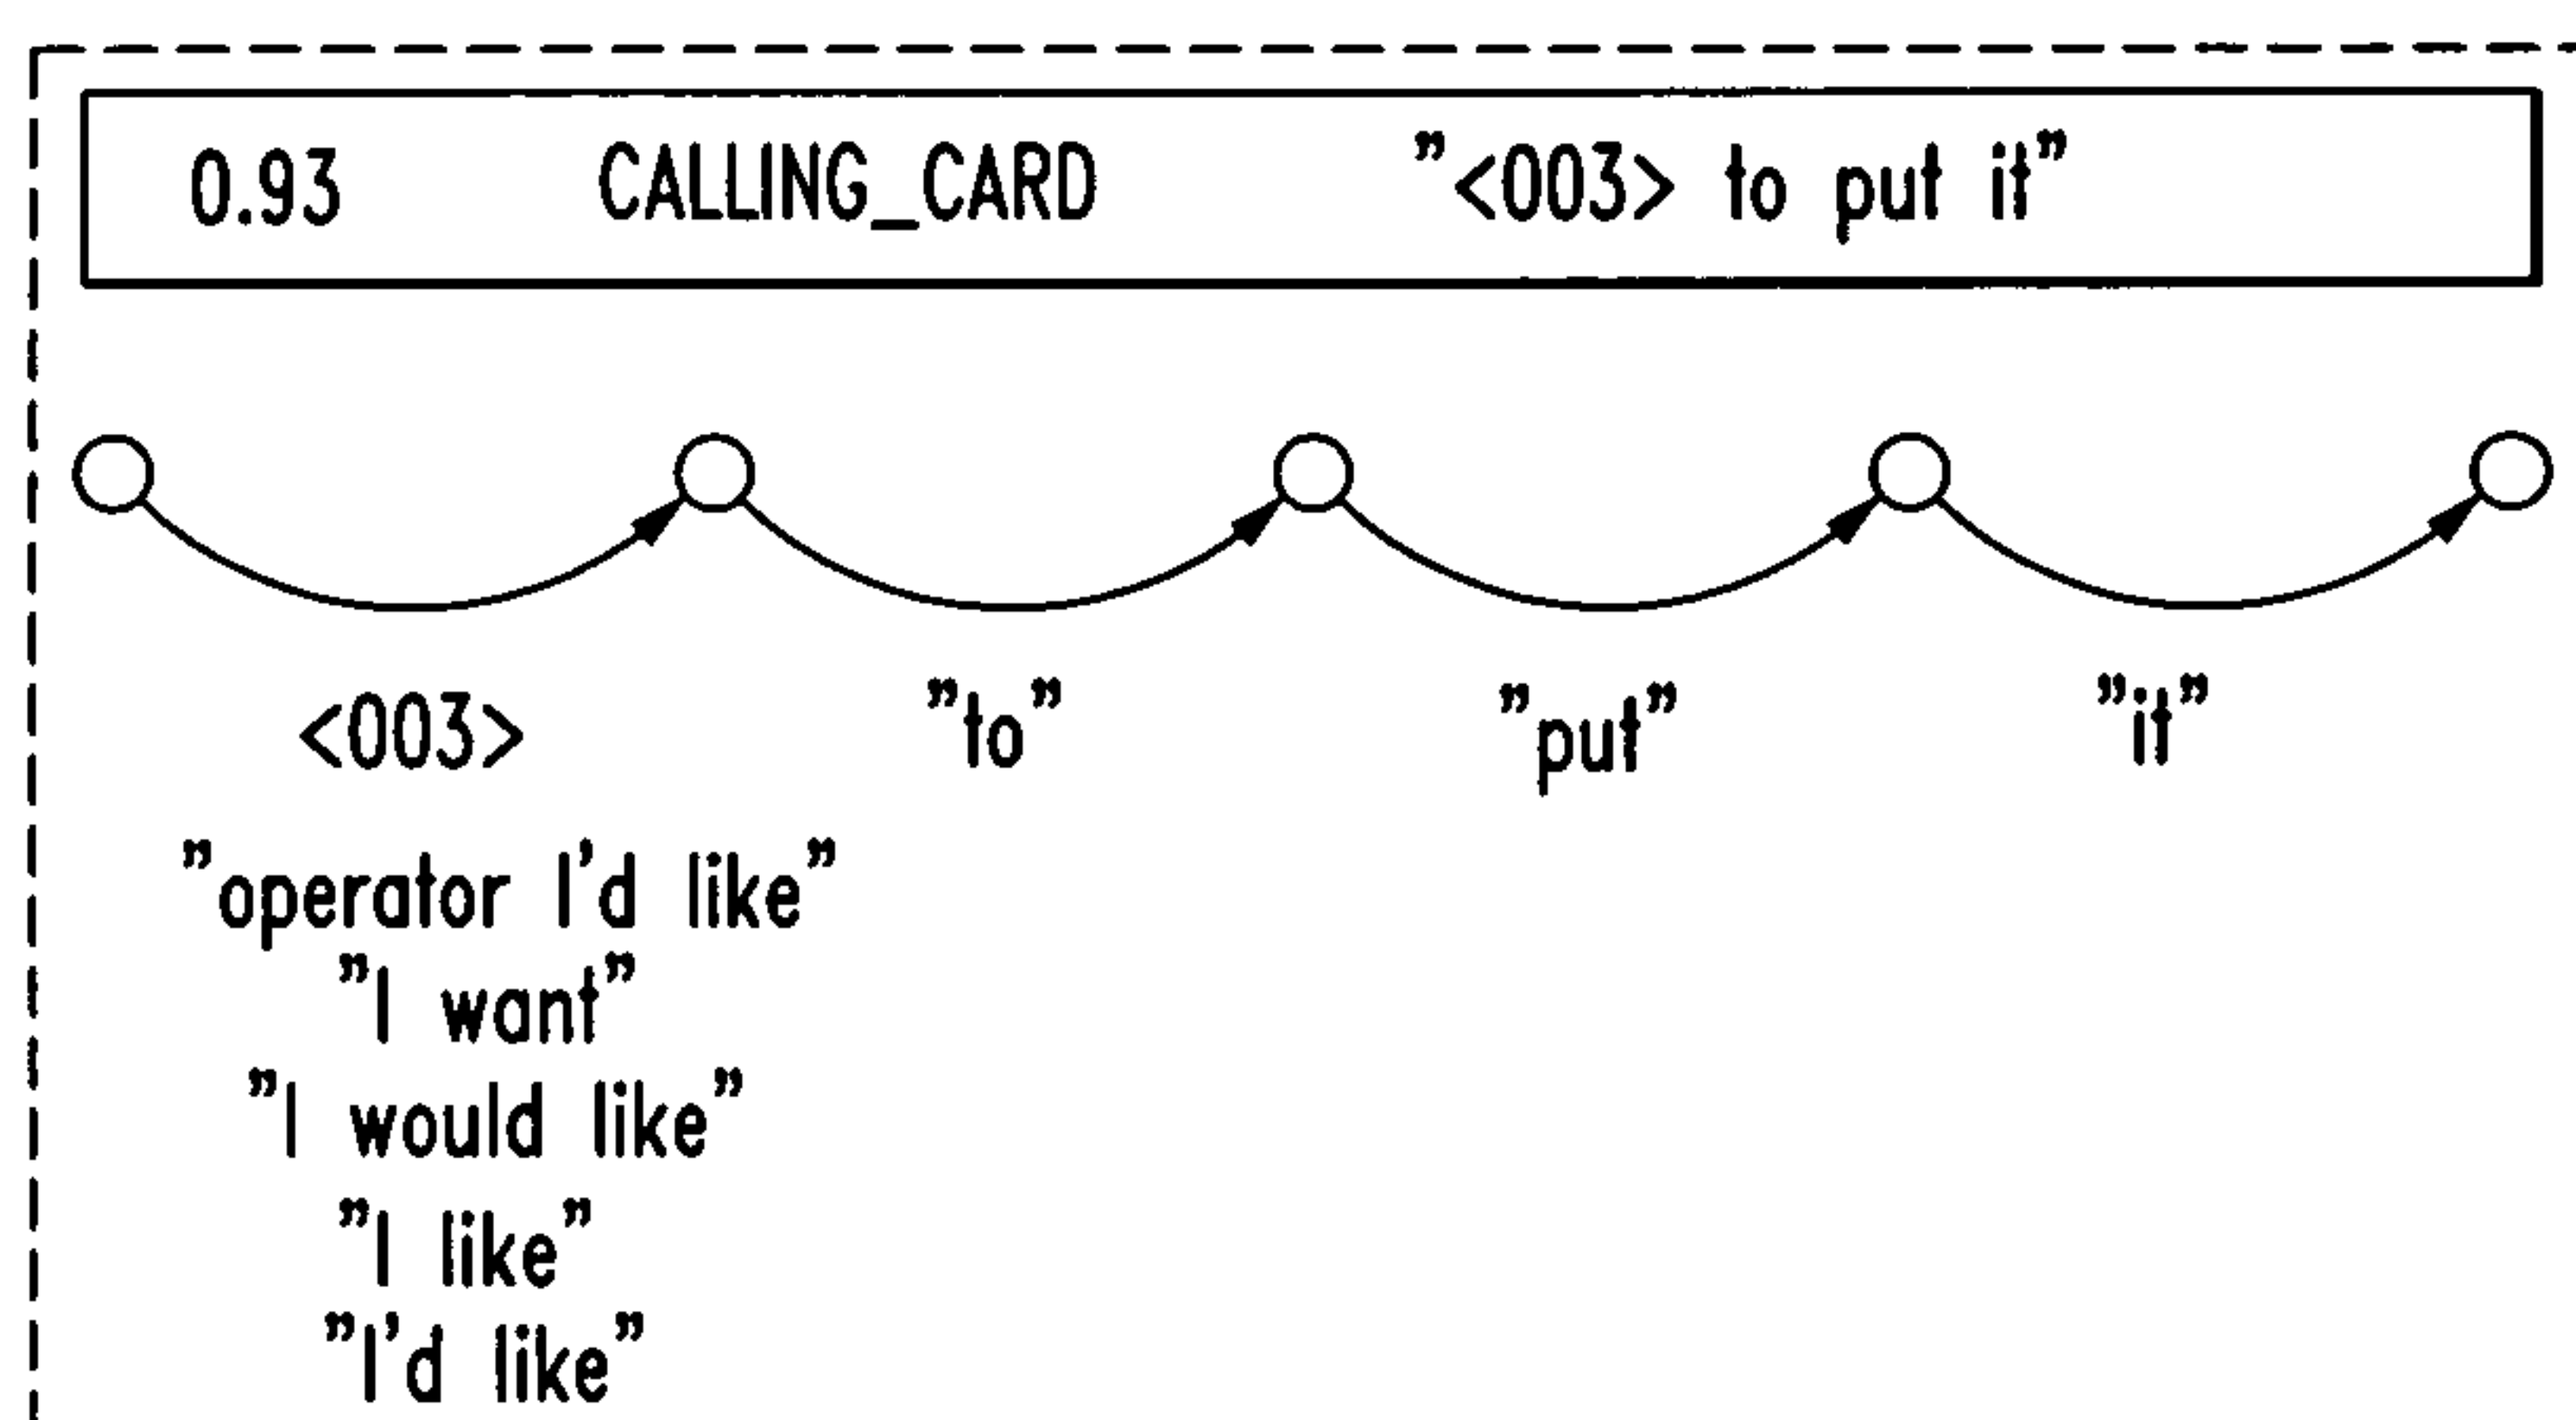 0.93 CALLING_CARD "<003> to put it"
<003> "to" "put" "it"
"operator I'd like"
"I want"
"I would like"
"I like"
"I'd like"